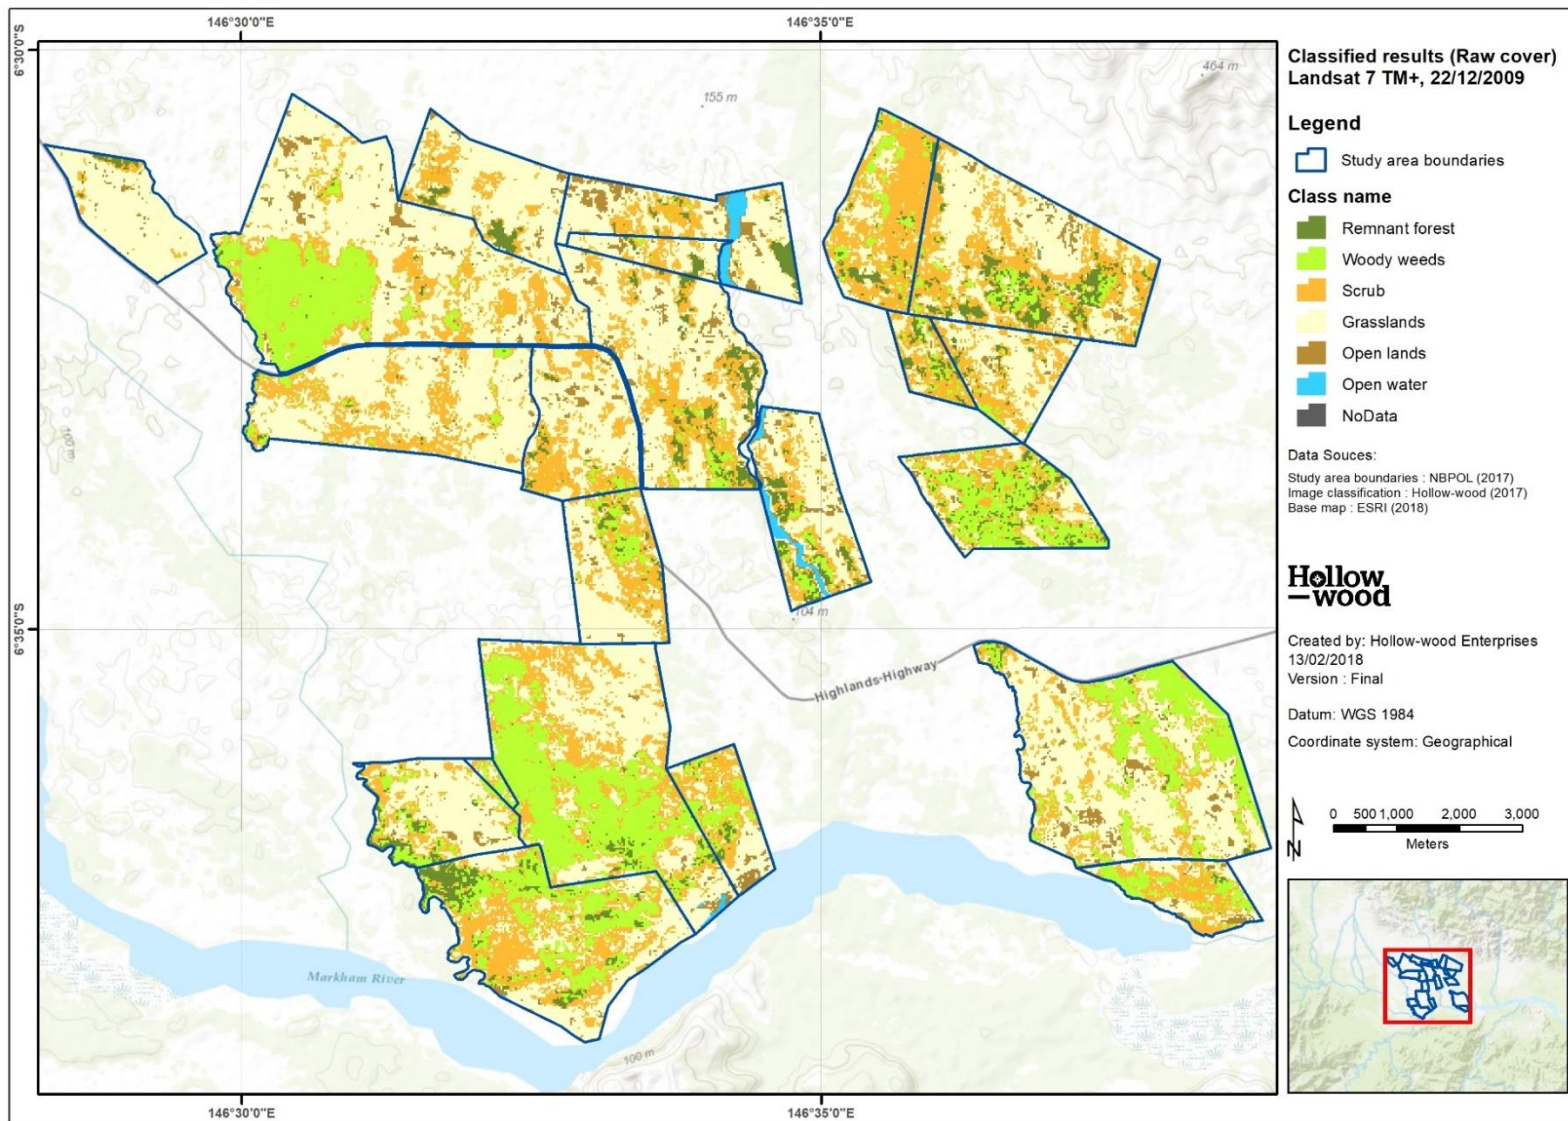 146°30'0"E
146°35'0"E
6°30'0"S
6°35'0"S
155 m
464 m
100 m
104 m
Highlands Highway
Markham River
100 m
146°30'0"E
146°35'0"E
Classified results (Raw cover)
Landsat 7 TM+, 22/12/2009
Legend
Study area boundaries
Class name
Remnant forest
Woody weeds
Scrub
Grasslands
Open lands
Open water
NoData
Data Souces:
Study area boundaries : NBPOL (2017)
Image classification : Hollow-wood (2017)
Base map : ESRI (2018)
Hollow
wood
Created by: Hollow-wood Enterprises
13/02/2018
Version : Final
Datum: WGS 1984
Coordinate system: Geographical
N
0 500 1,000 2,000 3,000
Meters